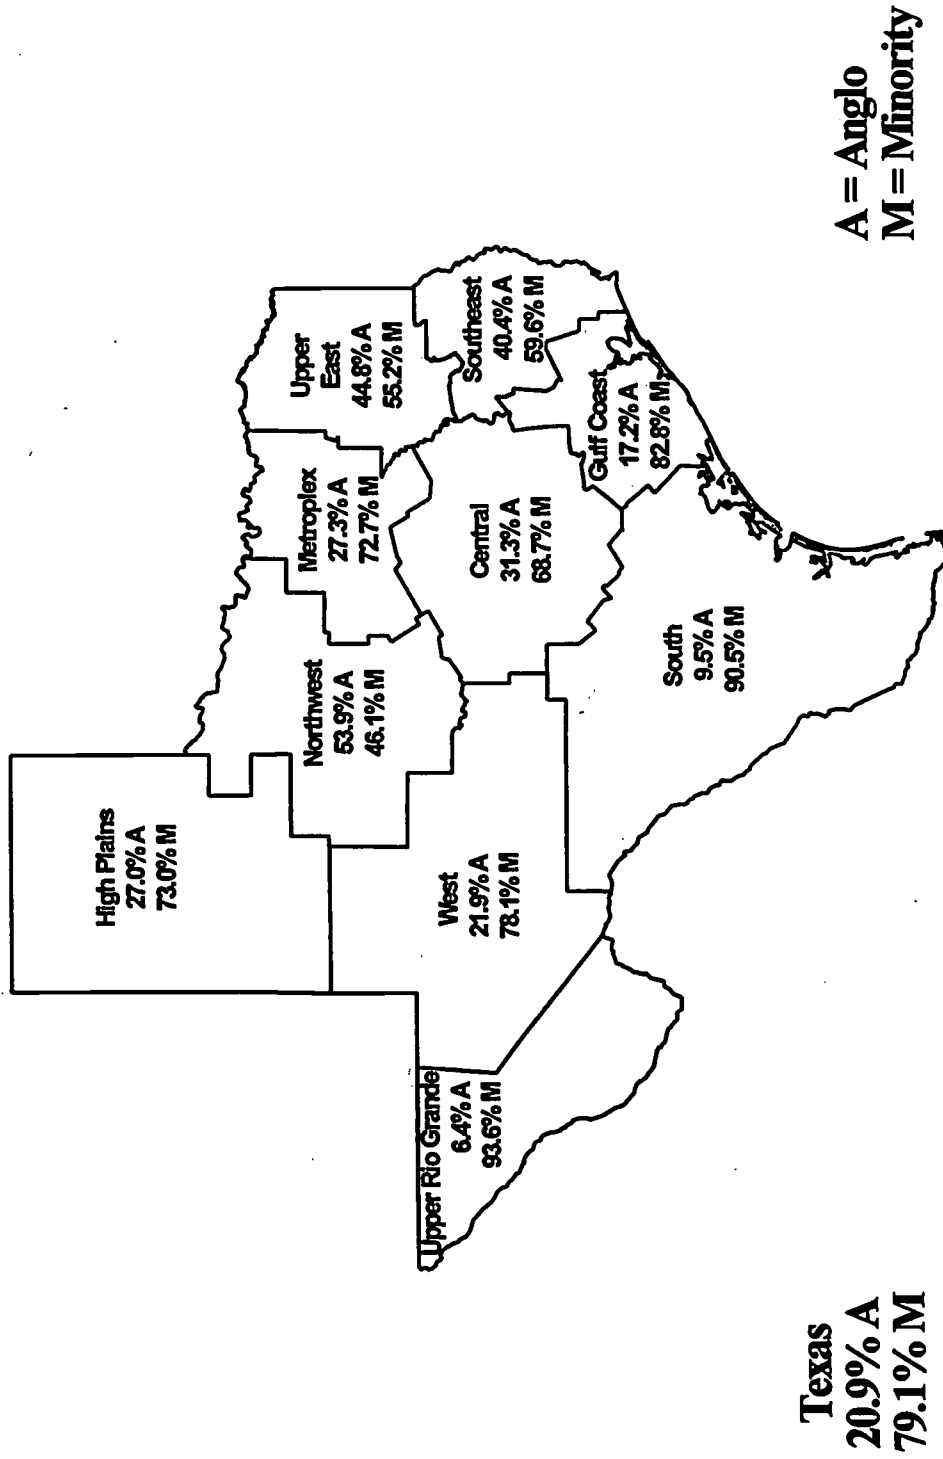 High Plains
27.0% A
73.0% M
Northwest
53.9% A
46.1% M
Metroplex
27.3% A
72.7% M
Upper
East
44.8% A
55.2% M
Upper Rio Grande
6.4% A
93.6% M
West
21.9% A
78.1% M
Central
31.3% A
68.7% M
Southeast
40.4% A
59.6% M
Gulf Coast
17.2% A
82.8% M
South
9.5% A
90.5% M
Texas
20.9% A
79.1% M
A = Anglo
M = Minority